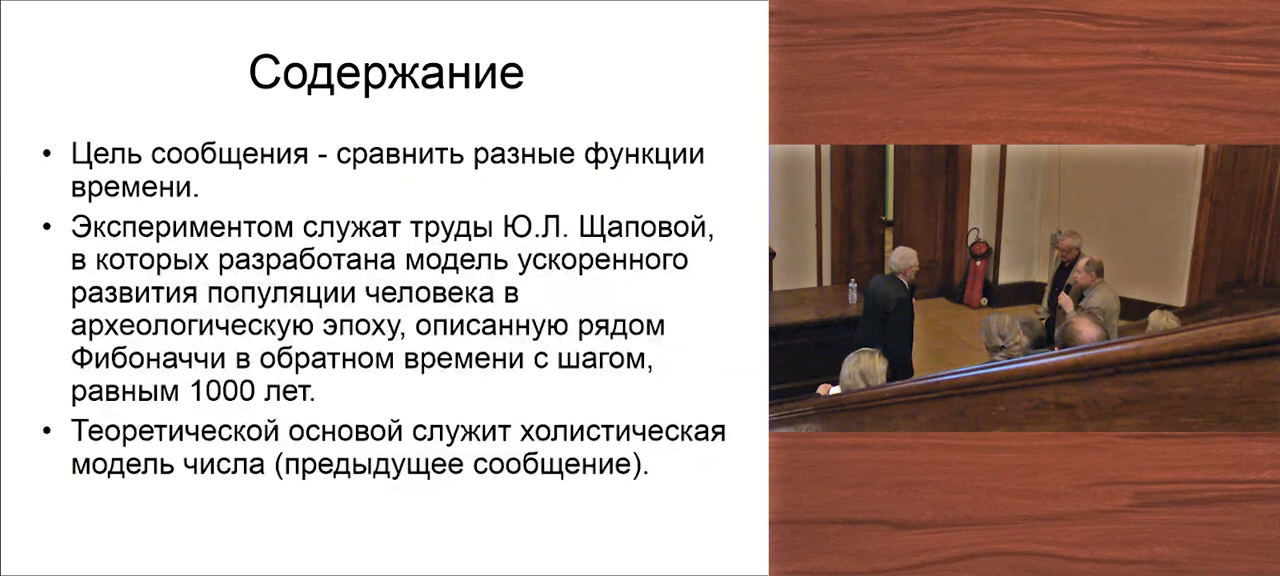 Содержание
• Цель сообщения - сравнить разные функции
времени.
• Экспериментом служат труды Ю.Л. Щаповой,
в которых разработана модель ускоренного
развития популяции человека в
археологическую эпоху, описанную рядом
Фибоначчи в обратном времени с шагом,
равным 1000 лет.
• Теоретической основой служит холистическая
модель числа (предыдущее сообщение).